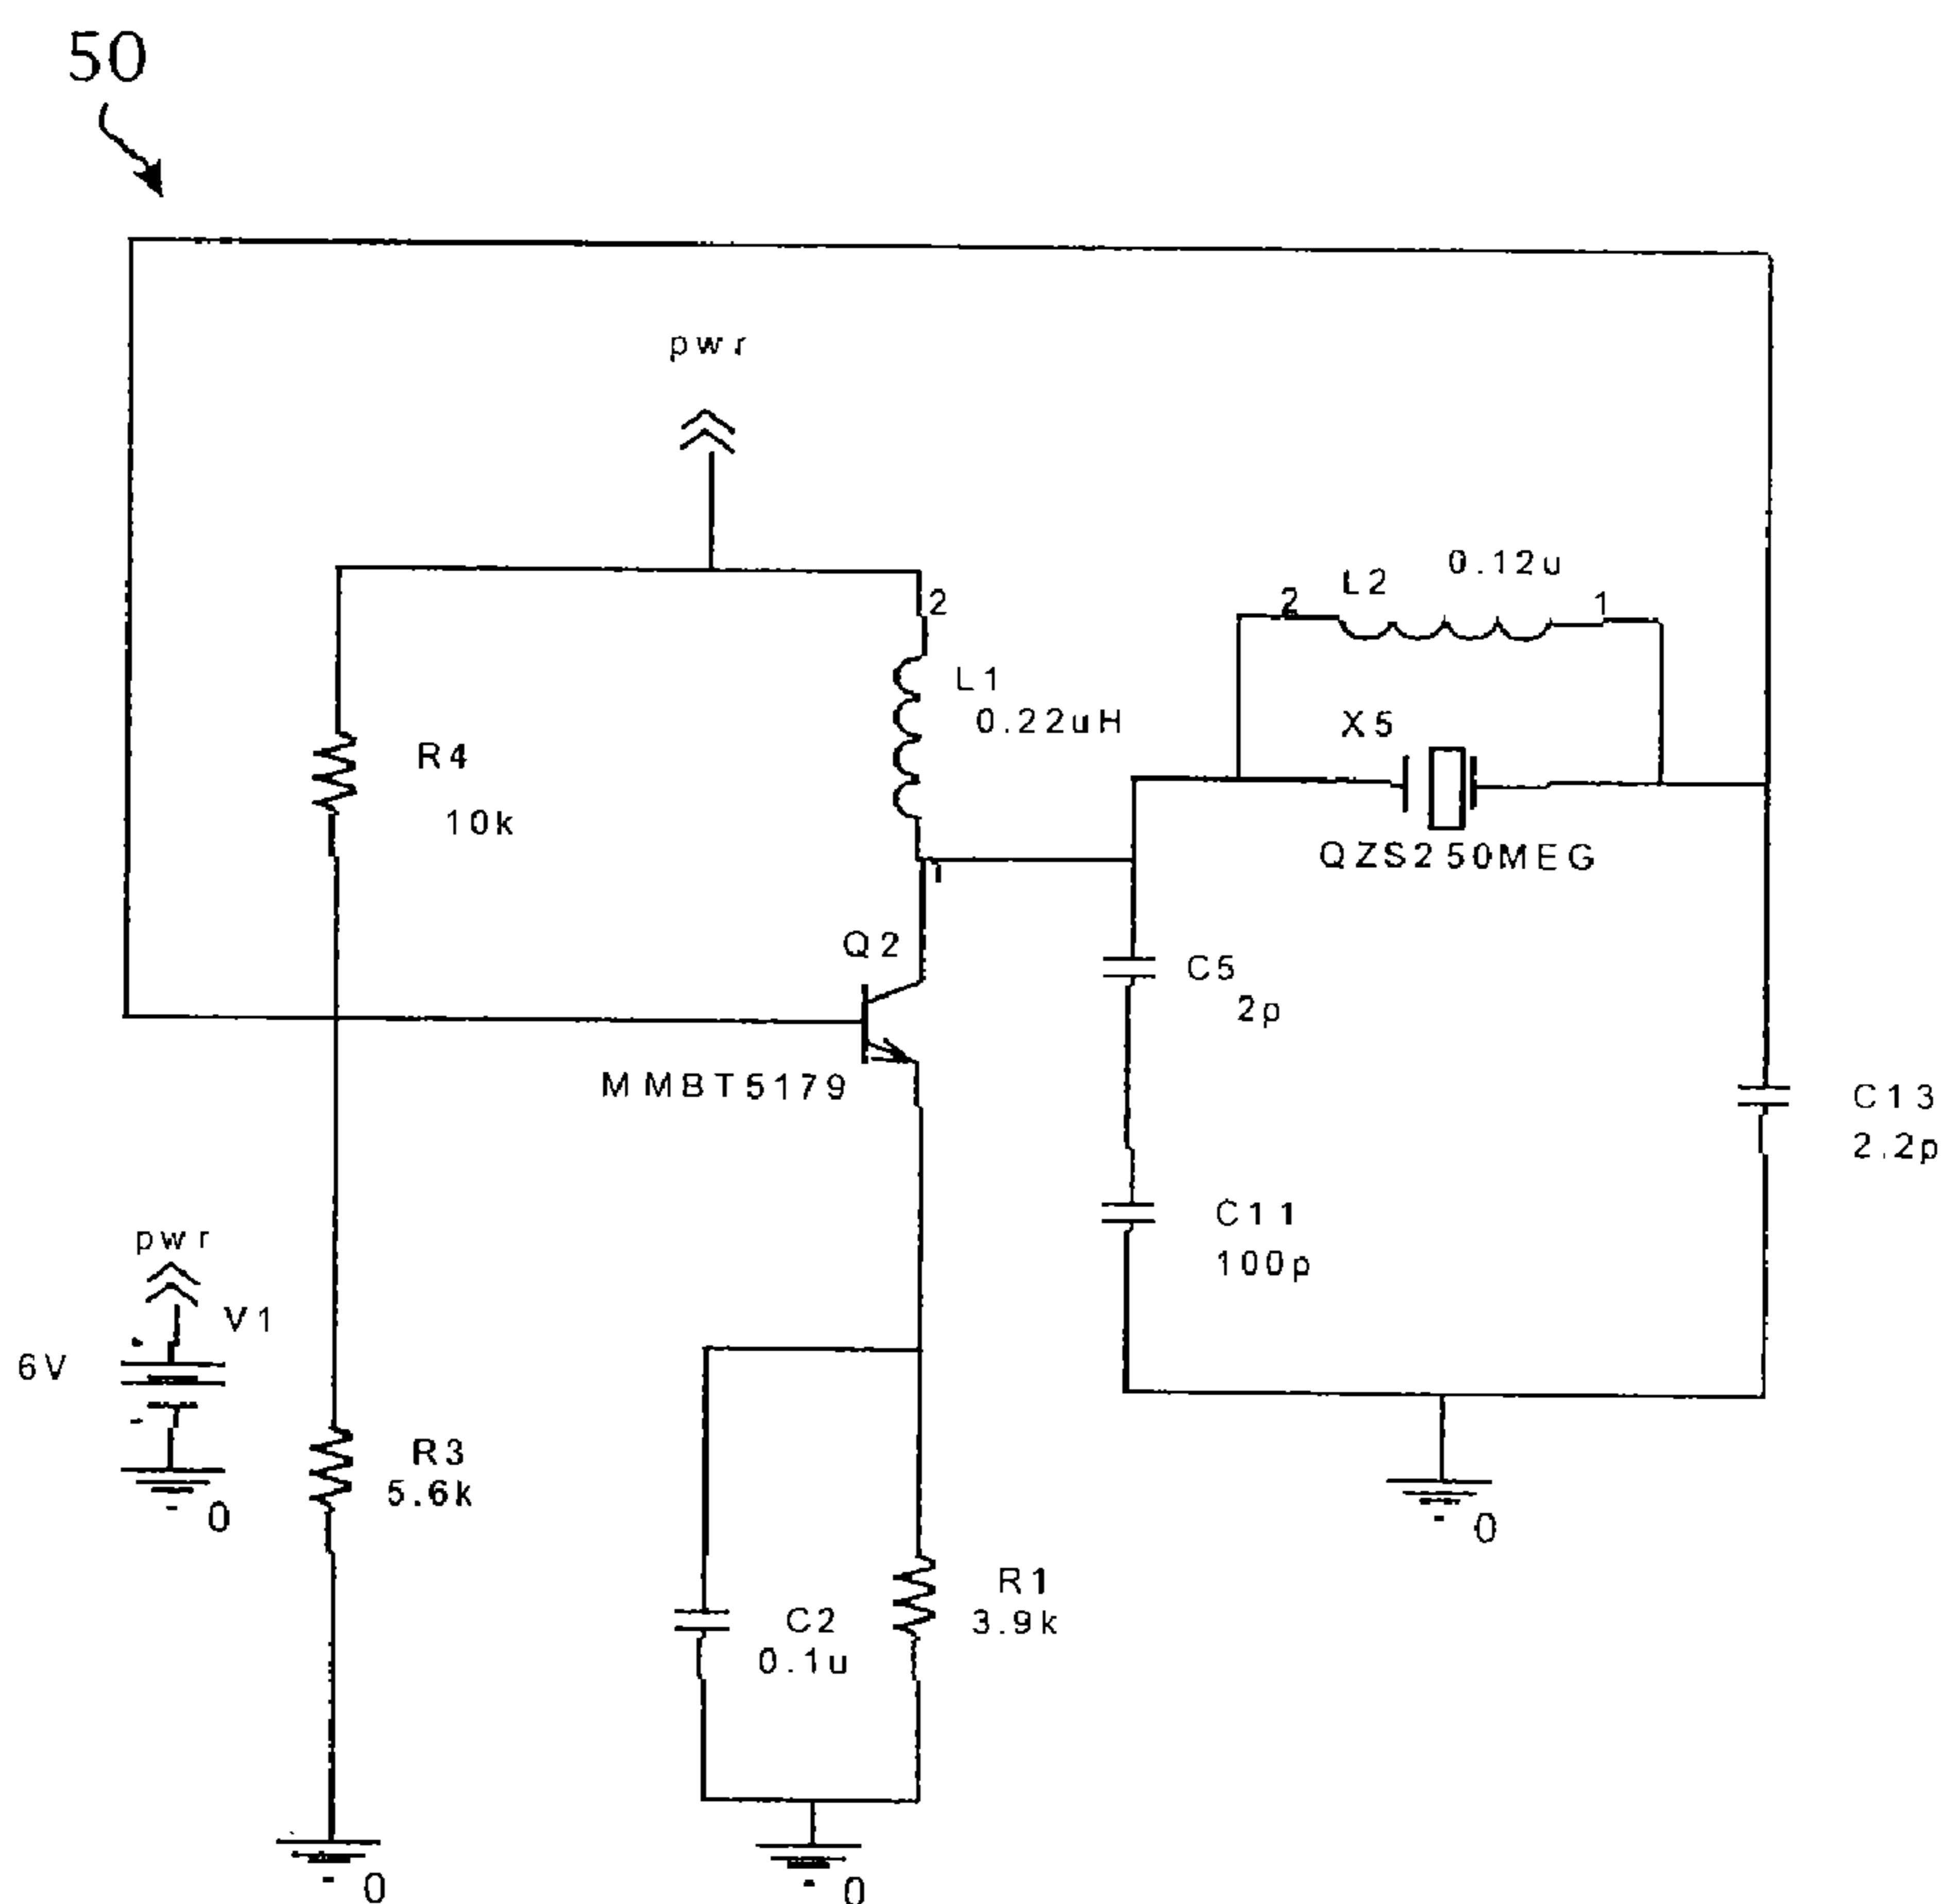 50
pwr
2
L1
0.22uH
2
L2
0.12u
1
X5
QZS250MEG
R4
10k
1
Q2
MMBT5179
C5
2p
C13
2.2p
C11
100p
pwr
V1
6V
0
R3
5.6k
0
R1
3.9k
C2
0.1u
0
0